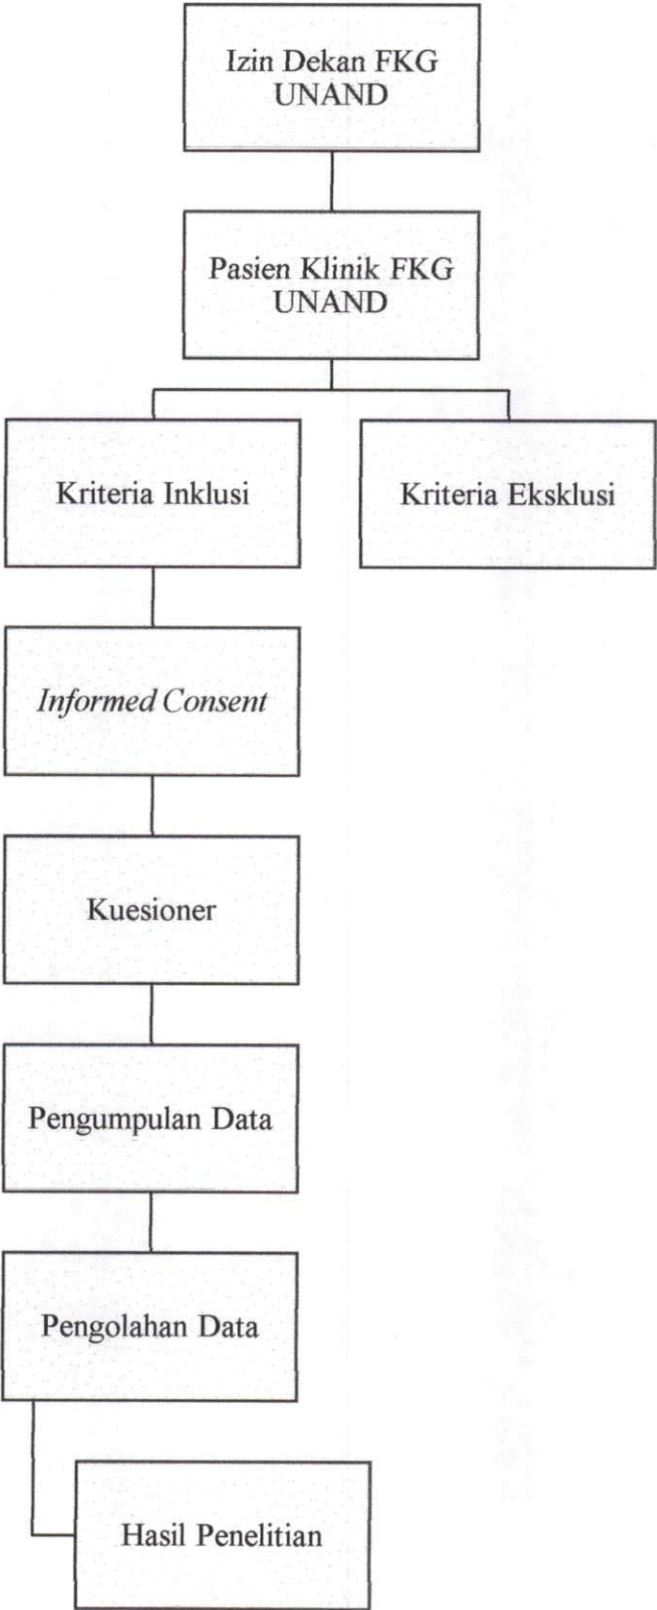 Izin Dekan FKG
UNAND
Pasien Klinik FKG
UNAND
Kriteria Inklusi
Kriteria Eksklusi
Informed Consent
Kuesioner
Pengumpulan Data
Pengolahan Data
Hasil Penelitian